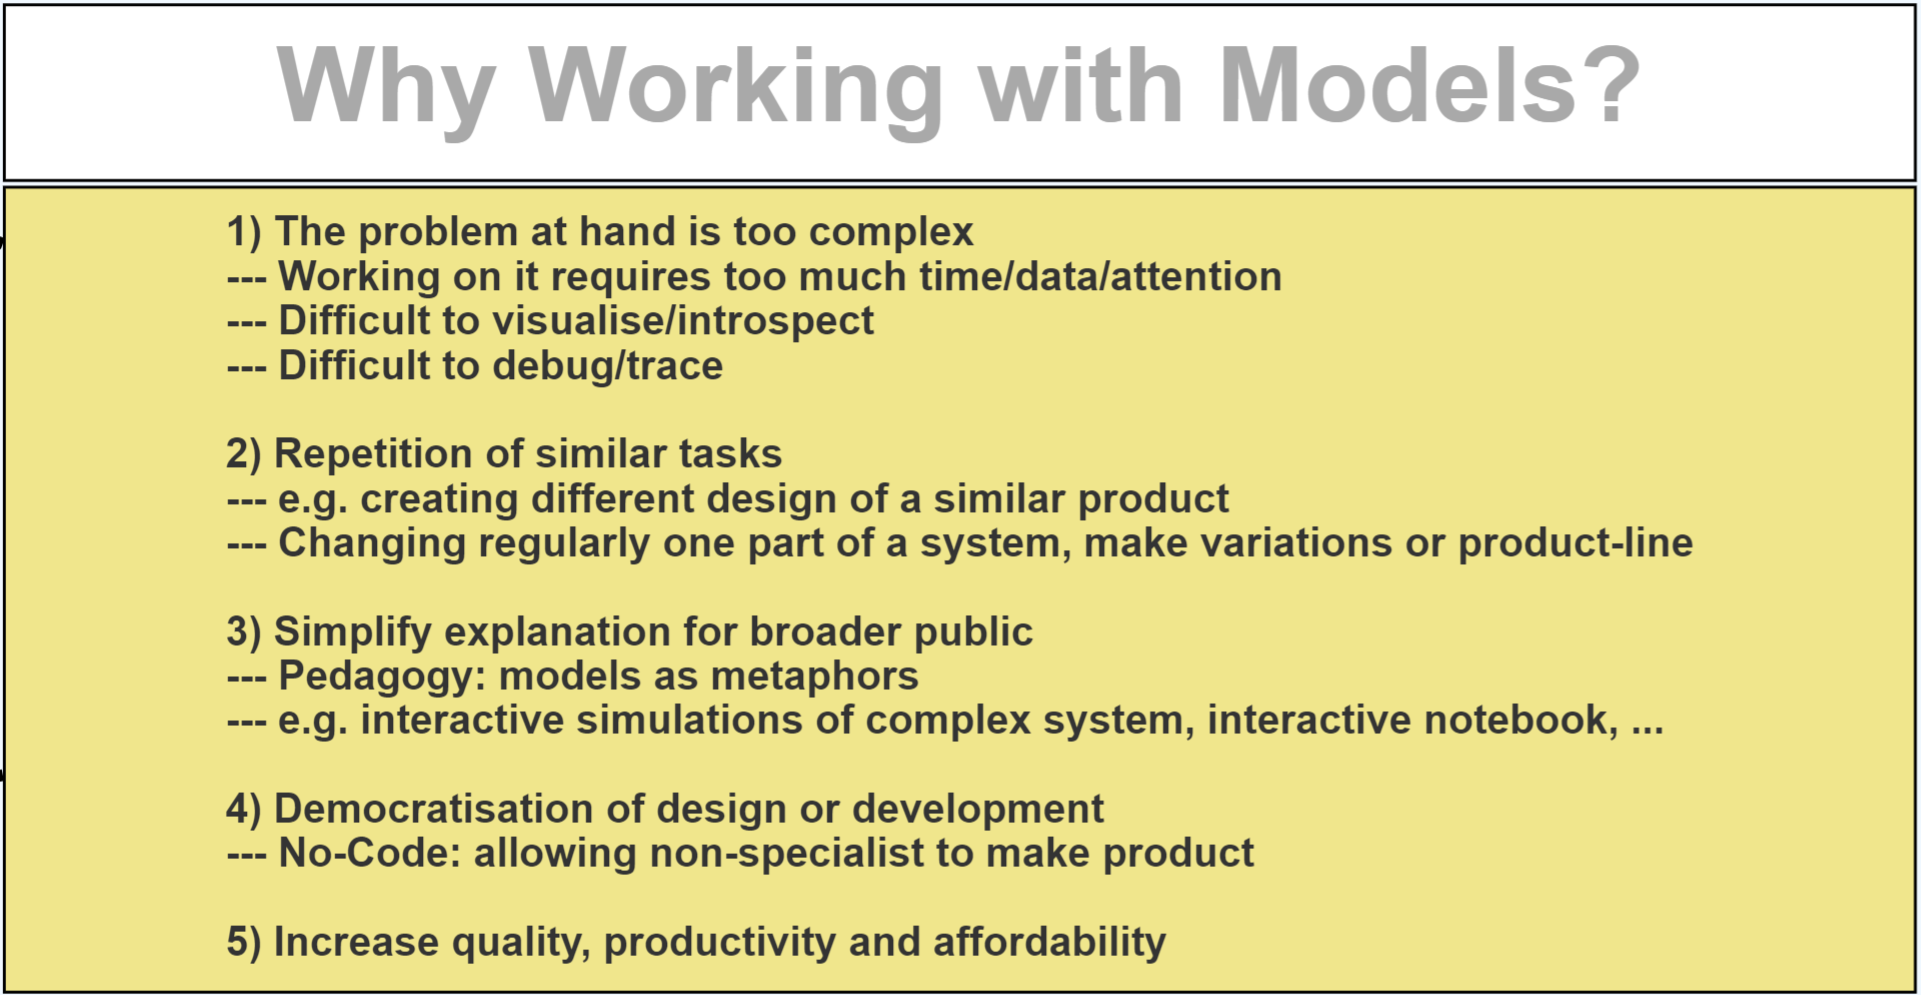 Why Working with Models?
1) The problem at hand is too complex
--- Working on it requires too much time/data/attention
--- Difficult to visualise/introspect
--- Difficult to debug/trace
2) Repetition of similar tasks
--- e.g. creating different design of a similar product
--- Changing regularly one part of a system, make variations or product-line
3) Simplify explanation for broader public
--- Pedagogy: models as metaphors
--- e.g. interactive simulations of complex system, interactive notebook, ...
4) Democratisation of design or development
--- No-Code: allowing non-specialist to make product
5) Increase quality, productivity and affordability